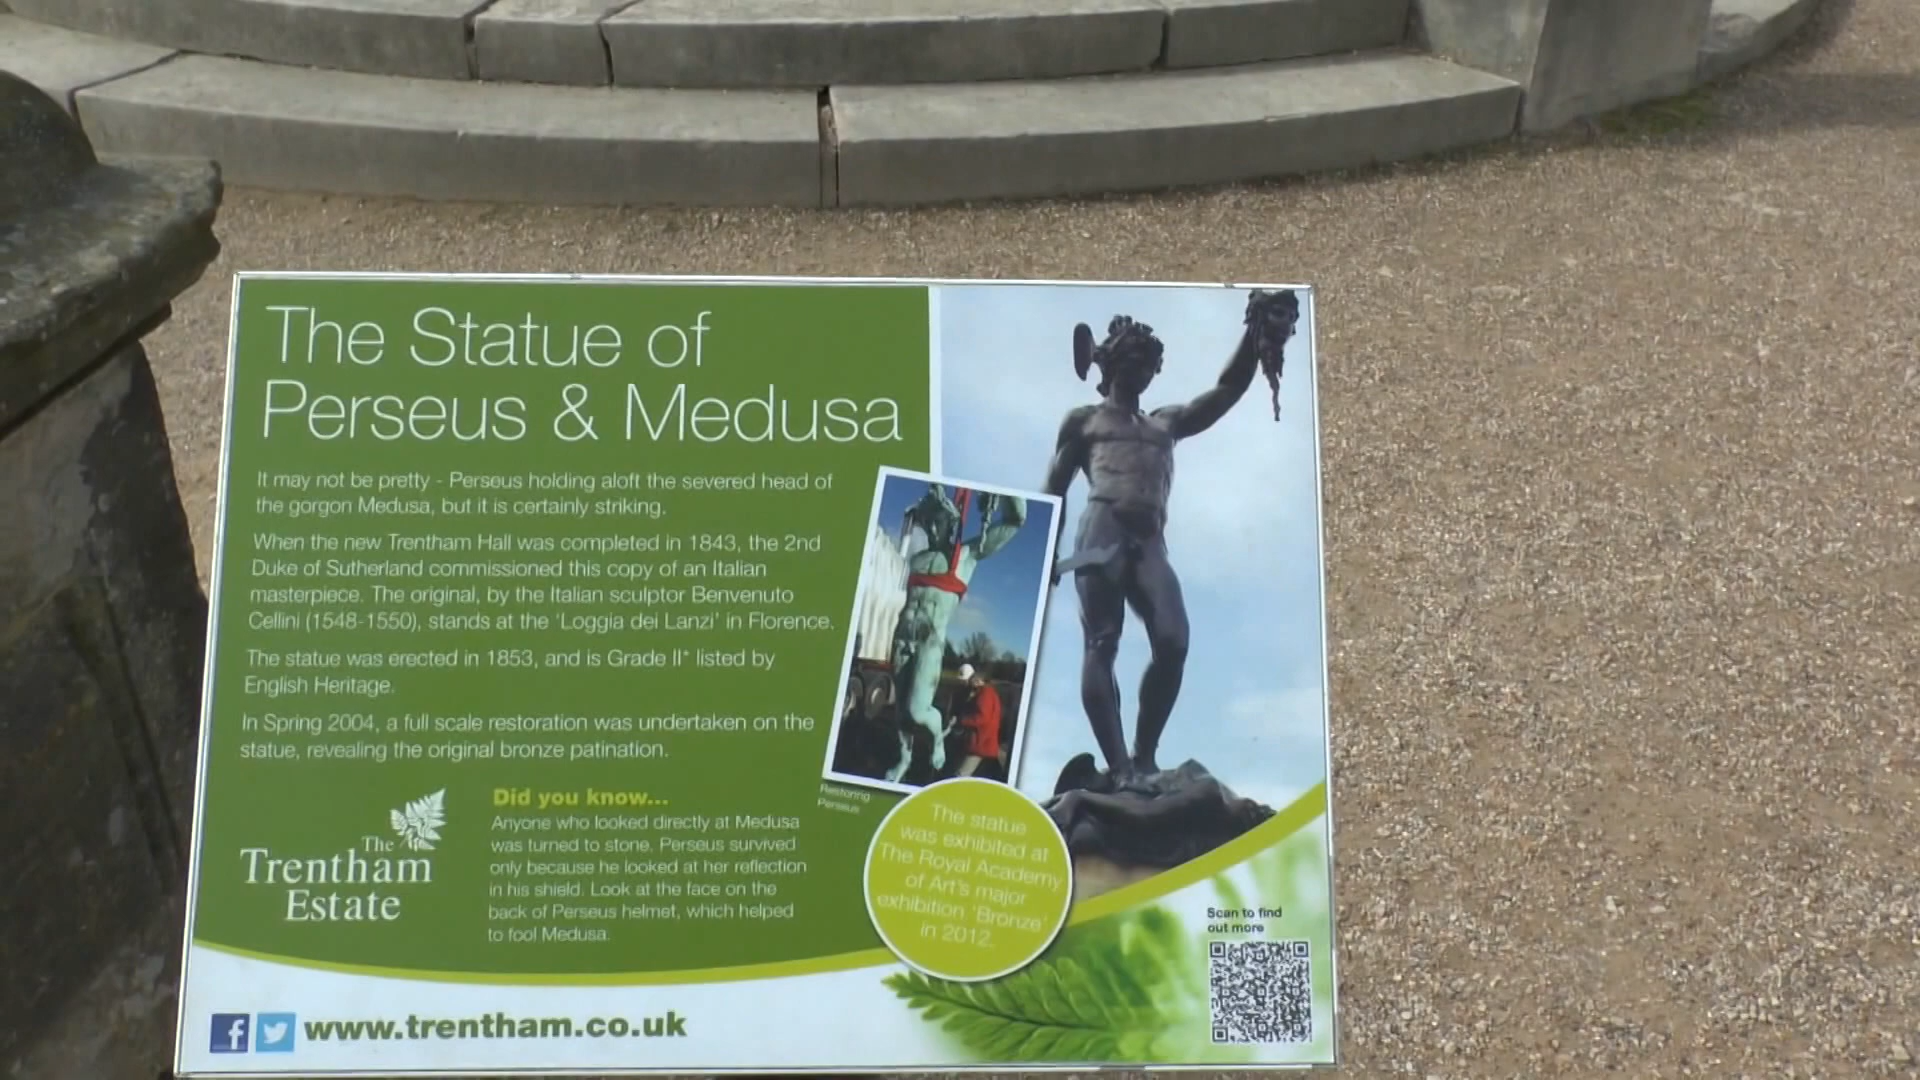 The Statue of
Perseus & Medusa
It may not be pretty - Perseus holding aloft the severed head of
the gorgon Medusa, but it is certainly striking.
When the new Trentham Hall was completed in 1843, the 2nd
Duke of Sutherland commissioned this copy of an Italian
masterpiece. The original, by the Italian sculptor Benvenuto
Cellini (1548-1550), stands at the 'Loggia dei Lanzi' in Florence.
The statue was erected in 1853, and is Grade II* listed by
English Heritage.
In Spring 2004, a full scale restoration was undertaken on the
statue, revealing the original bronze patination.
Restoring
Perseus
The
Trentham
Estate
Did you know...
Anyone who looked directly at Medusa
was turned to stone. Perseus survived
only because he looked at her reflection
in his shield. Look at the face on the
back of Perseus helmet, which helped
to fool Medusa.
The statue
was exhibited at
The Royal Academy
of Art's major
exhibition 'Bronze'
in 2012.
Scan to find
out more
f
www.trentham.co.uk